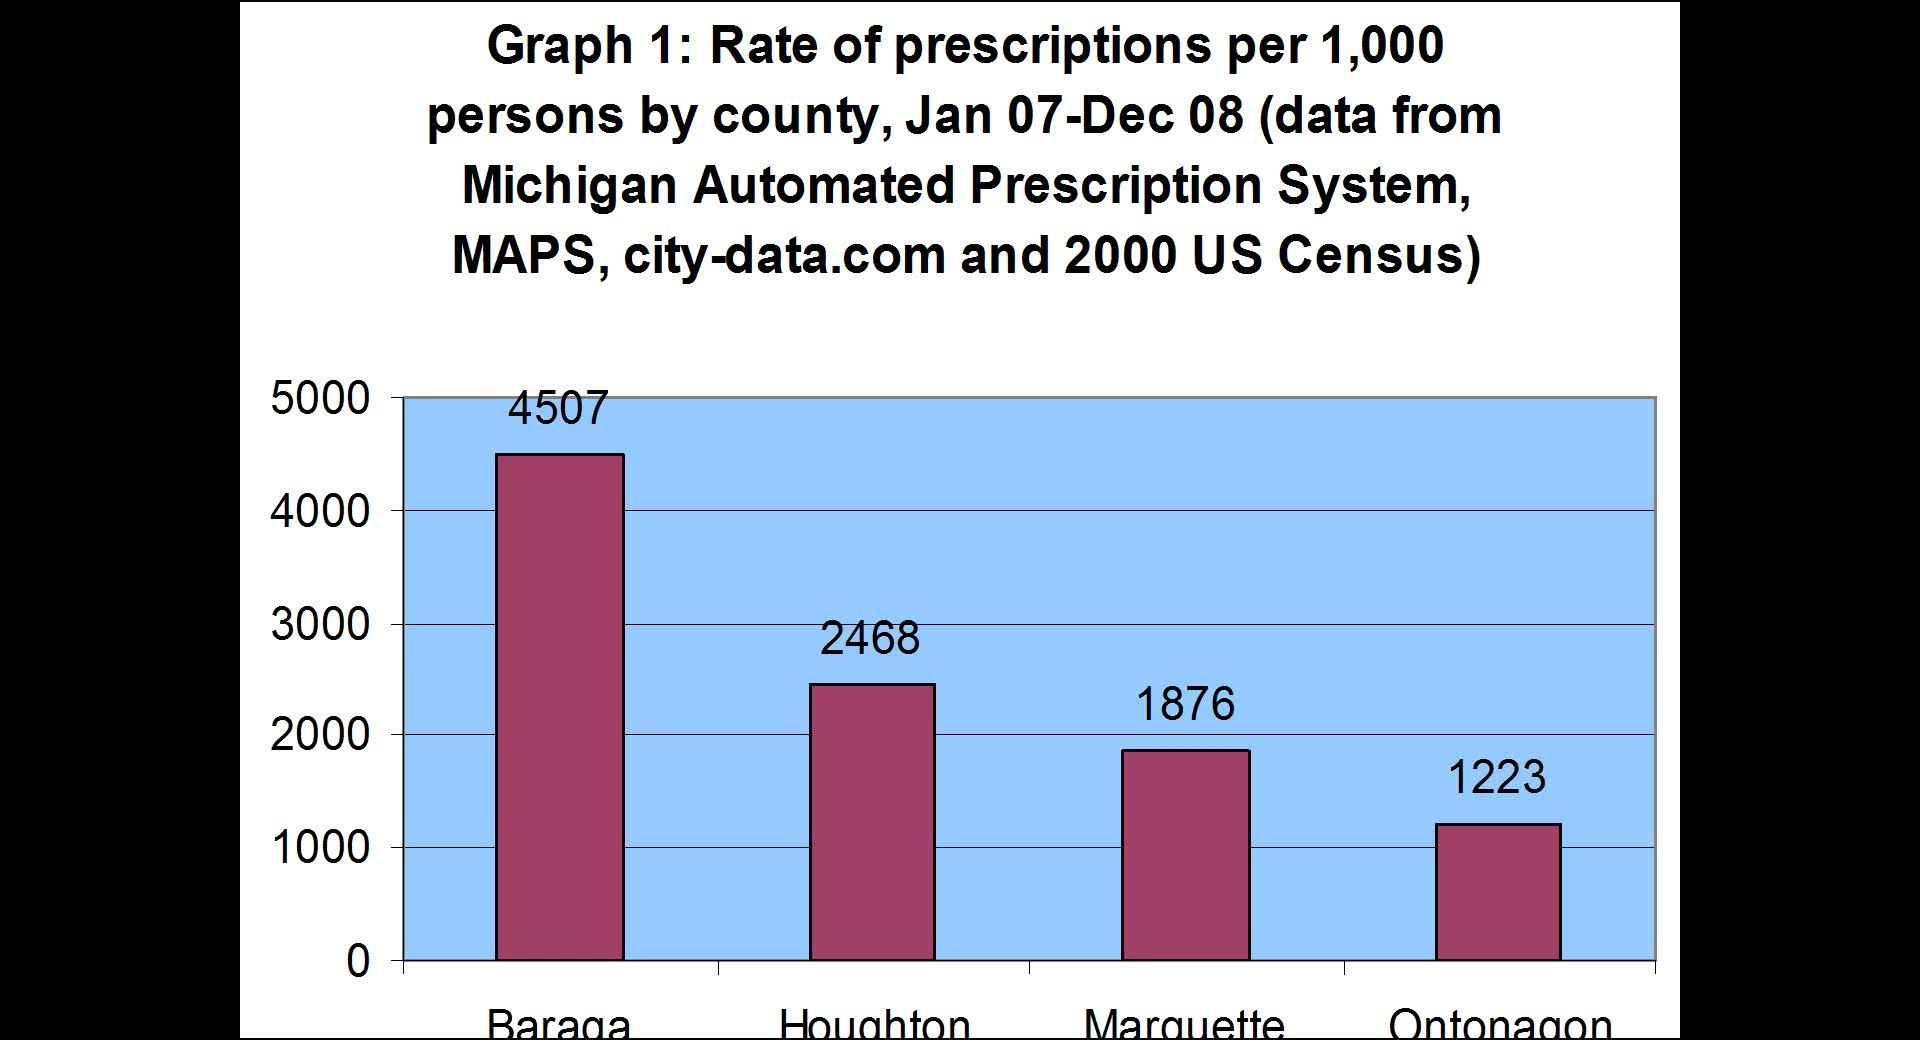 Graph 1: Rate of prescriptions per 1,000
persons by county, Jan 07-Dec 08 (data from
Michigan Automated Prescription System,
MAPS, city-data.com and 2000 US Census)
5000
4507
4000
3000
2468
1876
2000
1223
1000
0
Baraga Houghton Marquette Ontonagon